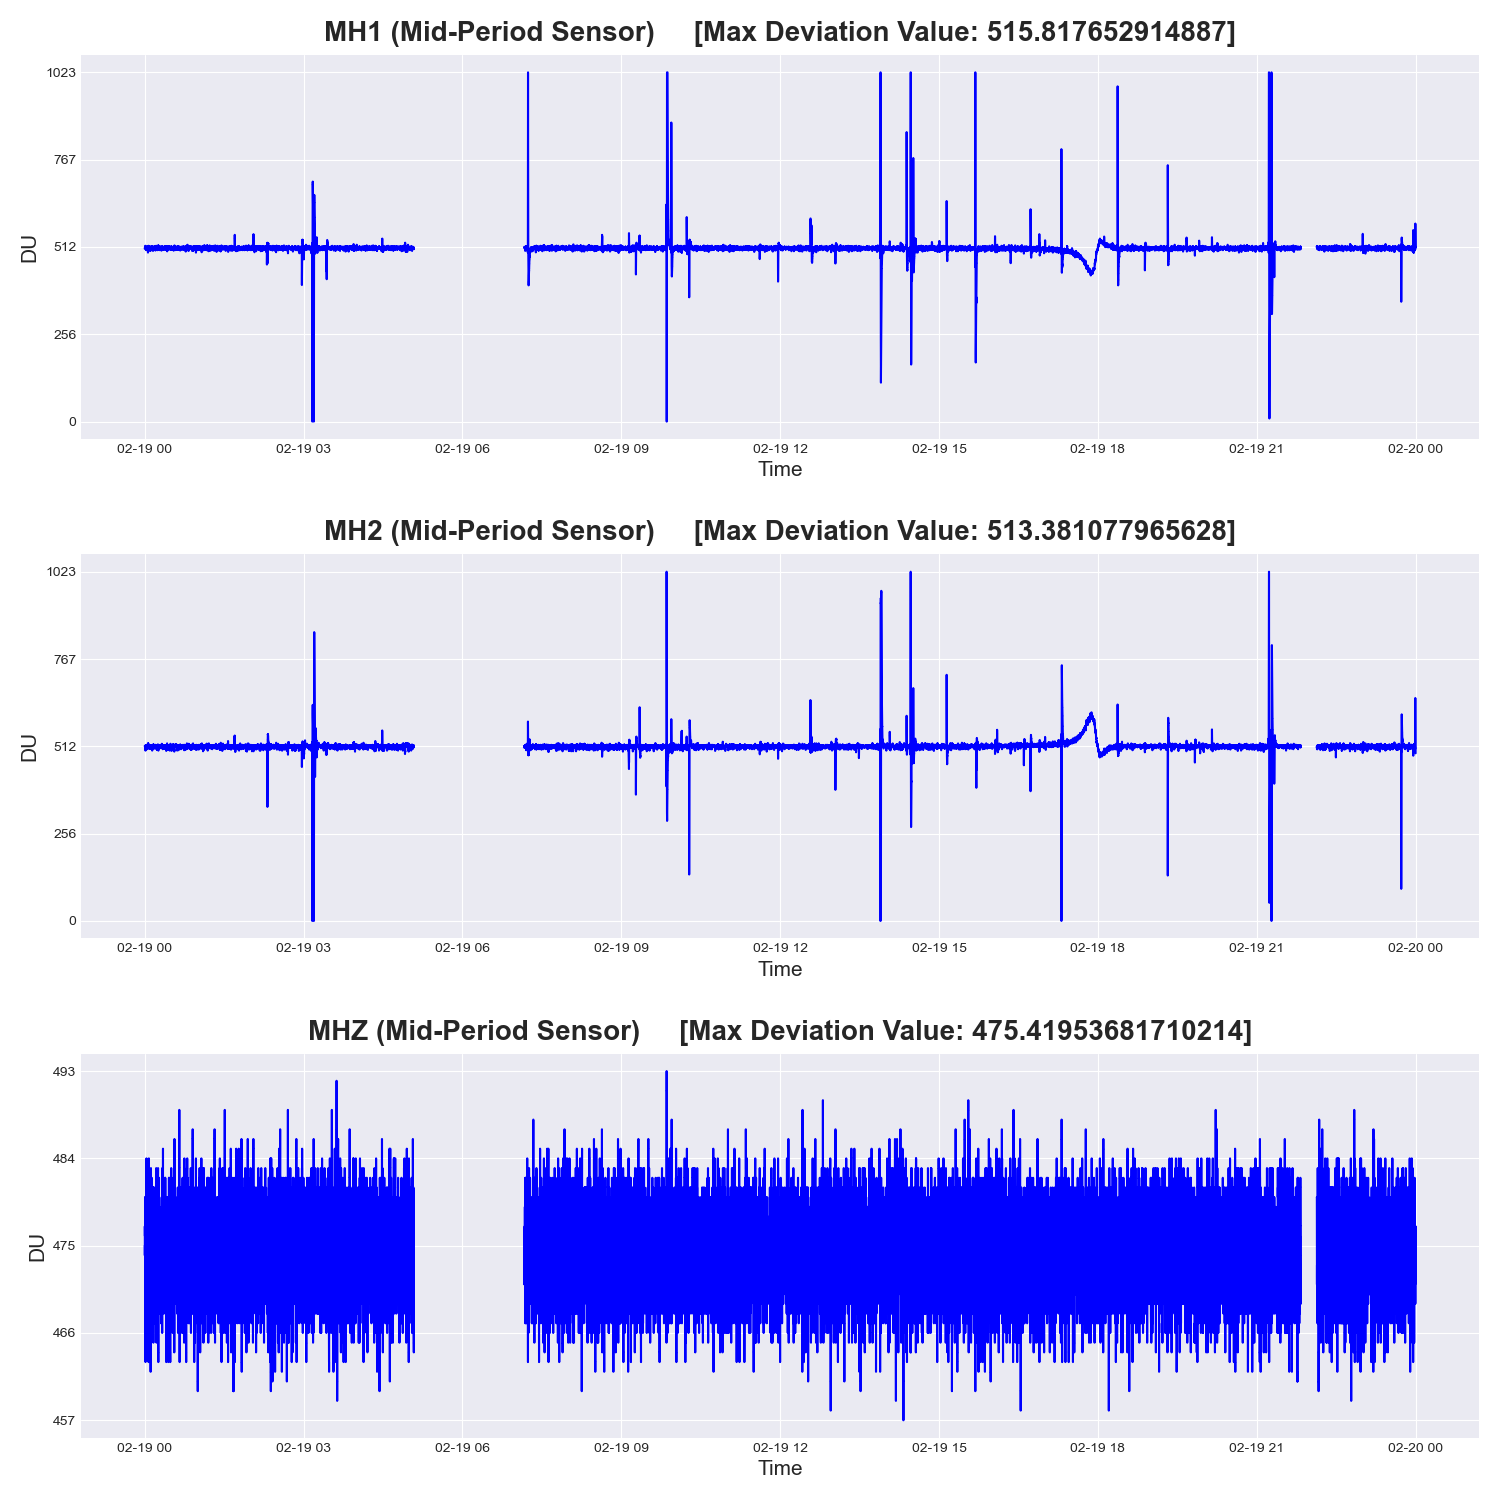 MH1 (Mid-Period Sensor) [Max Deviation Value: 515.817652914887]
1023
767
512
256
0
DU
02-19 00 02-19 03 02-19 06 02-19 09 02-19 12 02-19 15 02-19 18 02-19 21 02-20 00
Time
MH2 (Mid-Period Sensor) [Max Deviation Value: 513.381077965628]
1023
767
512
256
0
DU
02-19 00 02-19 03 02-19 06 02-19 09 02-19 12 02-19 15 02-19 18 02-19 21 02-20 00
Time
MHZ (Mid-Period Sensor) [Max Deviation Value: 475.41953681710214]
493
484
475
466
457
DU
02-19 00 02-19 03 02-19 06 02-19 09 02-19 12 02-19 15 02-19 18 02-19 21 02-20 00
Time